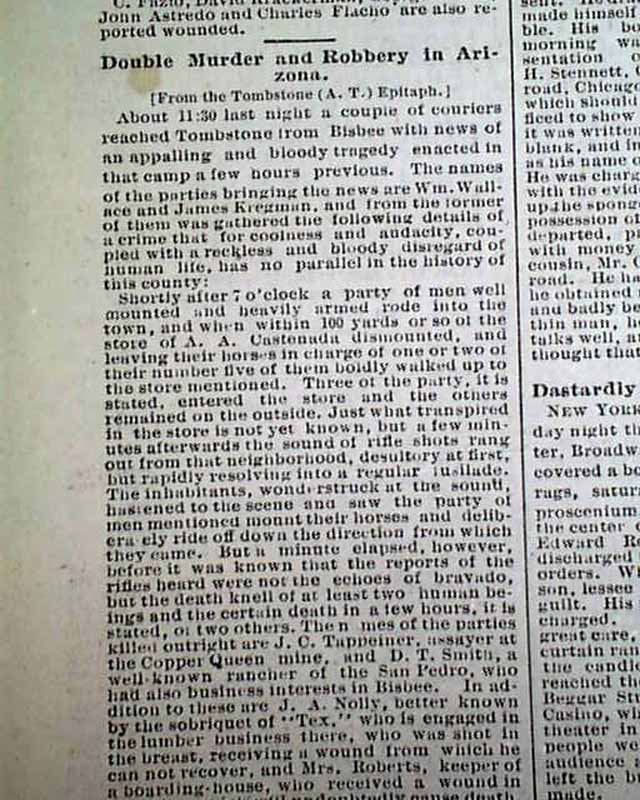 John Astredo and Charles Flacho are also re-
ported wounded.
Double Murder and Robbery in Ari-
zona.
[From the Tombstone (A. T.) Epitaph.]
About 11:30 last night a couple of couriers
reached Tombstone from Bisbee with news of
an appalling and bloody tragedy enacted in
that camp a few hours previous. The names
of the parties bringing the news are Wm. Wall-
ace and James Kregman, and from the former
of them was gathered the following details of
a crime that for coolness and audacity, cou-
pled with a reckless and bloody disregard of
human life, has no parallel in the history of
this county:
Shortly after 7 o'clock a party of men well
mounted and heavily armed rode into the
town, and when within 100 yards or so of the
store of A. A. Castenada dismounted, and
leaving their horses in charge of one or two of
their number five of them boldly walked up to
the store mentioned. Three of the party, it is
stated, entered the store and the others
remained on the outside. Just what transpired
in the store is not yet known, but a few min-
utes afterwards the sound of rifle shots rang
out from that neighborhood, desultory at first,
but rapidly resolving into a regular fusilade.
The inhabitants, wonderstruck at the sound,
hastened to the scene and saw the party of
men mentioned mount their horses and delib-
erately ride off down the direction from which
they came. But a minute elapsed, however,
before it was known that the reports of the
rifles heard were not the echoes of bravado,
but the death knell of at least two human be-
ings and the certain death in a few hours, it is
stated, of two others. The n mes of the parties
killed outright are J. C. Tappeiner, assayer at
the Copper Queen mine, and D. T. Smith, a
well-known rancher of the San Pedro, who
had also business interests in Bisbee. In ad-
dition to these are J. A. Nolly, better known
by the sobriquet of "Tex," who is engaged in
the lumber business there, who was shot in
the breast, receiving a wound from which he
can not recover, and Mrs. Roberts, keeper of
a boarding-house, who received a wound in
undoubtedly cause death
made himself
ble. His
morning
sentation
H. Stennett,
road, Chicago
which should
ficed to show
it was written
blank, and
as his name
He was
with the
up the
possession
departed,
with money
cousin, Mr.
road. He
he obtained
and badly
thin man,
talks well,
thought that
Dastardly
NEW YORK
day night
ter,
covered a
rags,
proscenium
the center
Edward
discharged
orders.
son, lessee
guilt. His
charged.
great care,
curtain
the
reached the
Beggar
Casino,
theater in
people
audience
left the
made.